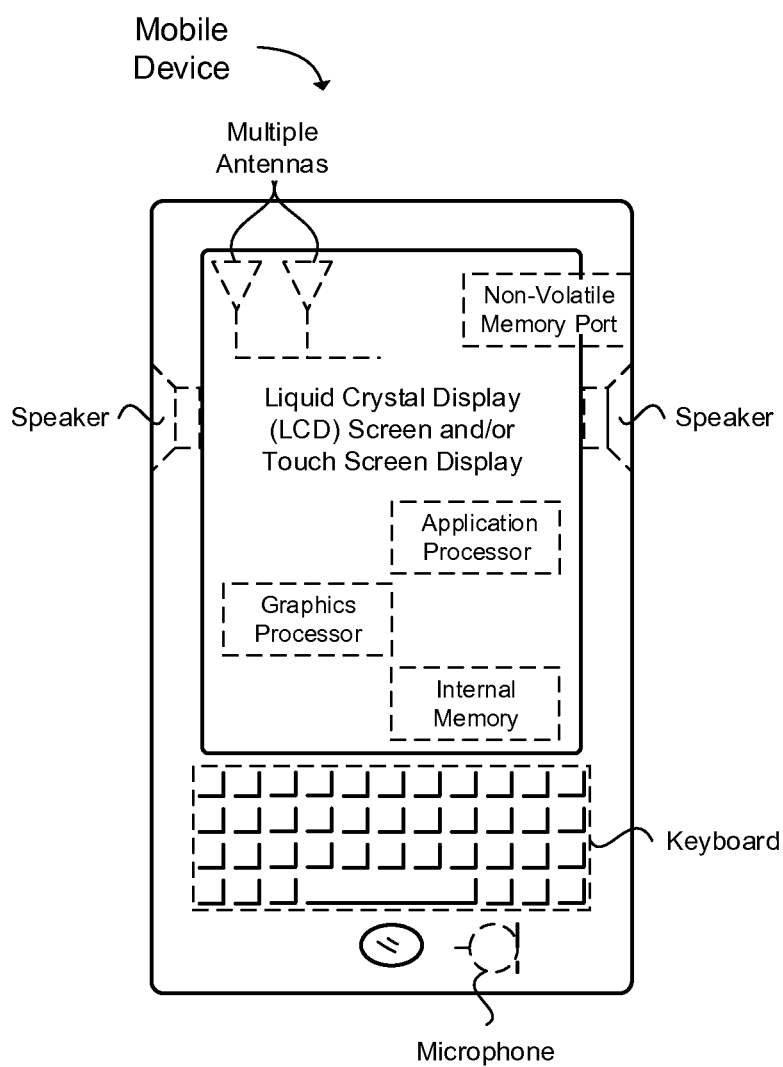 Mobile
Device
Multiple
Antennas
Non-Volatile
Memory Port
Speaker
Liquid Crystal Display
(LCD) Screen and/or
Touch Screen Display
Speaker
Application
Processor
Graphics
Processor
Internal
Memory
Keyboard
Microphone